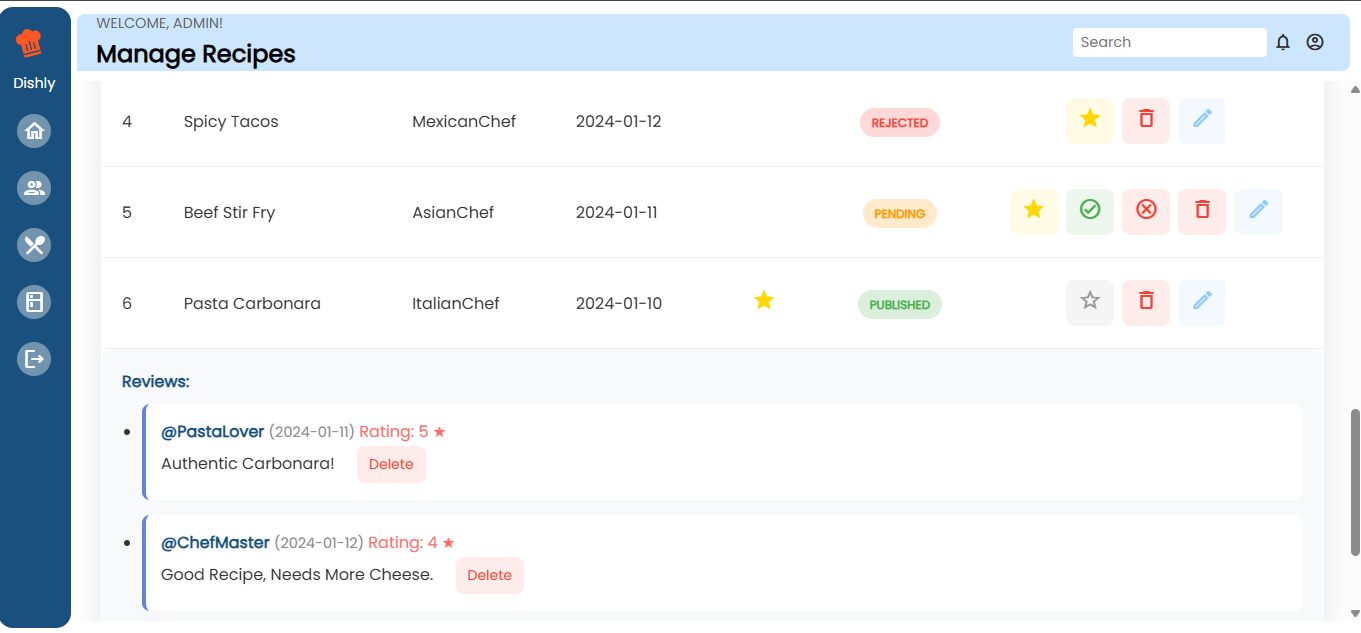 WELCOME, ADMIN!
Manage Recipes
Search
Dishly
4 Spicy Tacos MexicanChef 2024-01-12 REJECTED
5 Beef Stir Fry AsianChef 2024-01-11 PENDING
6 Pasta Carbonara ItalianChef 2024-01-10 PUBLISHED
Reviews:
@PastaLover (2024-01-11) Rating: 5 ★
Authentic Carbonara! Delete
@ChefMaster (2024-01-12) Rating: 4 ★
Good Recipe, Needs More Cheese. Delete